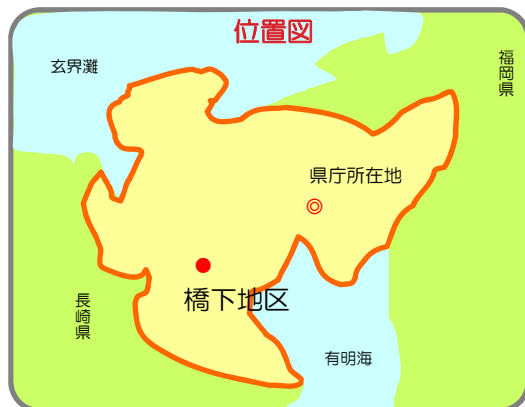 位置図
玄界灘
福岡県
県庁所在地
橋下地区
長崎県
有明海